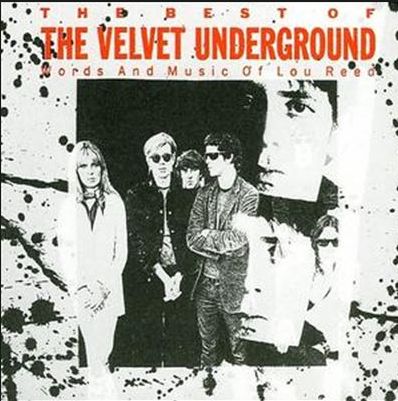 THE BEST OF
THE VELVET UNDERGROUND
Words And Music Of Lou Reed